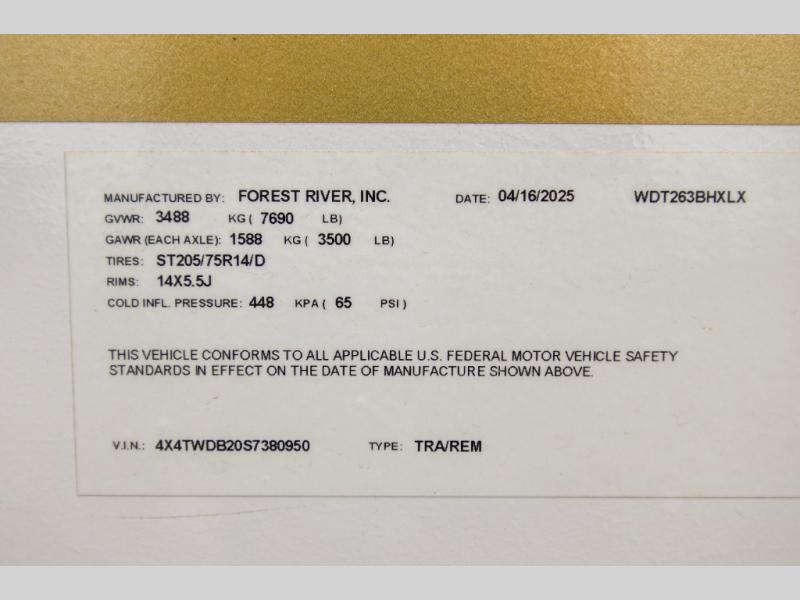 MANUFACTURED BY: FOREST RIVER, INC. DATE: 04/16/2025 WDT263BHXLX
GVWR: 3488 KG ( 7690 LB)
GAWR (EACH AXLE): 1588 KG ( 3500 LB)
TIRES: ST205/75R14/D
RIMS: 14X5.5J
COLD INFL. PRESSURE: 448 KPA ( 65 PSI )
THIS VEHICLE CONFORMS TO ALL APPLICABLE U.S. FEDERAL MOTOR VEHICLE SAFETY
STANDARDS IN EFFECT ON THE DATE OF MANUFACTURE SHOWN ABOVE.
V.I.N.: 4X4TWDB20S7380950 TYPE: TRA/REM